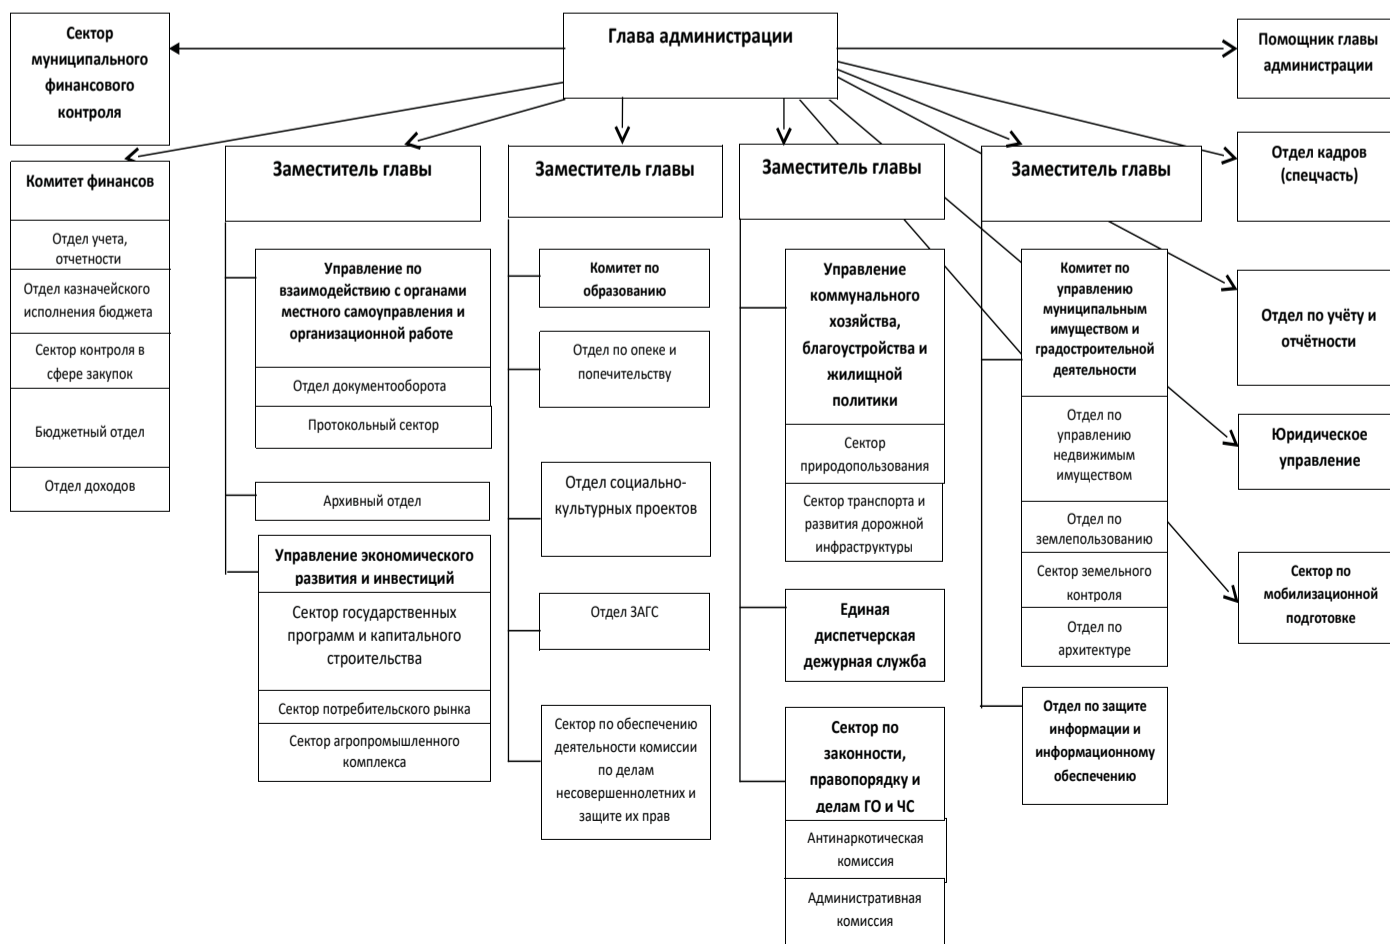 Сектор
муниципального
финансового
контроля
Глава администрации
Помощник главы
администрации
Комитет финансов
Отдел учета,
отчетности
Отдел казначейского
исполнения бюджета
Сектор контроля в
сфере закупок
Бюджетный отдел
Отдел доходов
Заместитель главы
Управление по
взаимодействию с органами
местного самоуправления и
организационной работе
Отдел документооборота
Протокольный сектор
Архивный отдел
Управление экономического
развития и инвестиций
Сектор государственных
программ и капитального
строительства
Сектор потребительского рынка
Сектор агропромышленного
комплекса
Заместитель главы
Комитет по
образованию
Отдел по опеке и
попечительству
Отдел социально-
культурных проектов
Отдел ЗАГС
Сектор по обеспечению
деятельности комиссии
по делам
несовершеннолетних и
защите их прав
Заместитель главы
Управление
коммунального
хозяйства,
благоустройства и
жилищной
политики
Сектор
природопользования
Сектор транспорта и
развития дорожной
инфраструктуры
Единая
диспетчерская
дежурная служба
Сектор по
законности,
правопорядку и
делам ГО и ЧС
Антинаркотическая
комиссия
Административная
комиссия
Заместитель главы
Комитет по
управлению
муниципальным
имуществом и
градостроительной
деятельности
Отдел по
управлению
недвижимым
имуществом
Отдел по
землепользованию
Сектор земельного
контроля
Отдел по
архитектуре
Отдел по защите
информации и
информационному
обеспечению
Отдел кадров
(спецчасть)
Отдел по учёту и
отчётности
Юридическое
управление
Сектор по
мобилизационной
подготовке